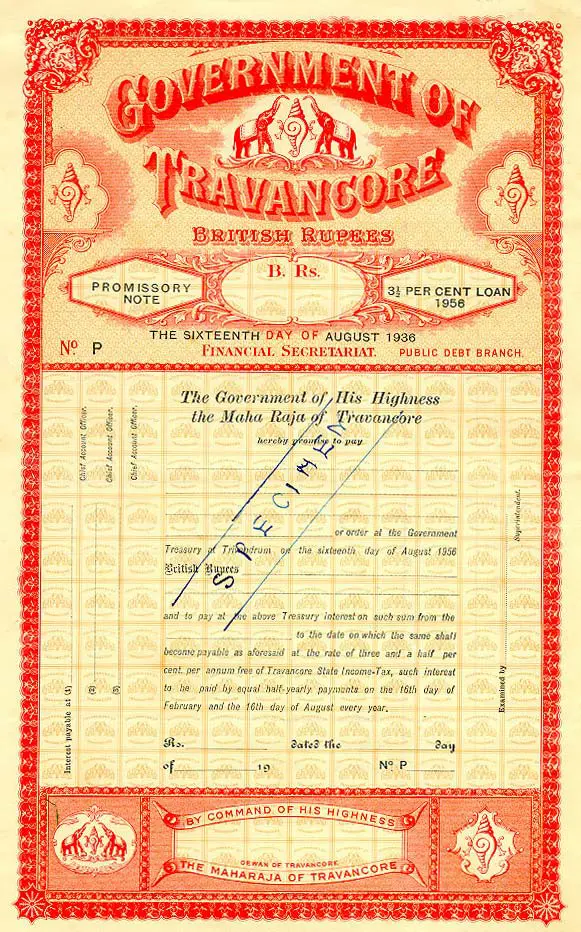 GOVERNMENT OF
TRAVANCORE
BRITISH RUPEES
B. Rs.
PROMISSORY
NOTE
3½ PER CENT LOAN
1956
THE SIXTEENTH DAY OF AUGUST 1936
No P
FINANCIAL SECRETARIAT.
PUBLIC DEBT BRANCH.
The Government of His Highness
the Maha Raja of Travancore
hereby promise to pay
or order at the Government
Treasury at Trivandrum on the sixteenth day of August 1956
British Rupees
and to pay at the above Treasury interest on such sum from the
to the date on which the same shall
become payable as aforesaid at the rate of three and a half per
cent. per annum free of Travancore State Income-Tax, such interest
to be paid by equal half-yearly payments on the 16th day of
February and the 16th day of August every year.
Rs. dated the day
of 19 No P
SPECIMEN
Chief Account Officer.
Chief Account Officer.
Chief Account Officer.
Interest payable at (1)
(2)
(3)
Superintendent.
Examined by
BY COMMAND OF HIS HIGHNESS
DEWAN OF TRAVANCORE
THE MAHARAJA OF TRAVANCORE